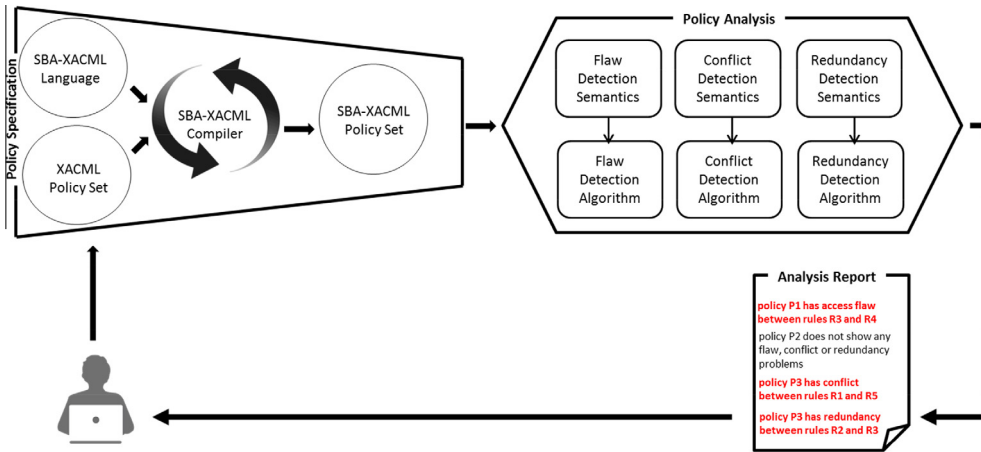 Policy Specification
SBA-XACML
Language
XACML
Policy Set
SBA-XACML
Compiler
SBA-XACML
Policy Set
Policy Analysis
Flaw
Detection
Semantics
Conflict
Detection
Semantics
Redundancy
Detection
Semantics
Flaw
Detection
Algorithm
Conflict
Detection
Algorithm
Redundancy
Detection
Algorithm
Analysis Report
policy P1 has access flaw
between rules R3 and R4
policy P2 does not show any
flaw, conflict or redundancy
problems
policy P3 has conflict
between rules R1 and R5
policy P3 has redundancy
between rules R2 and R3